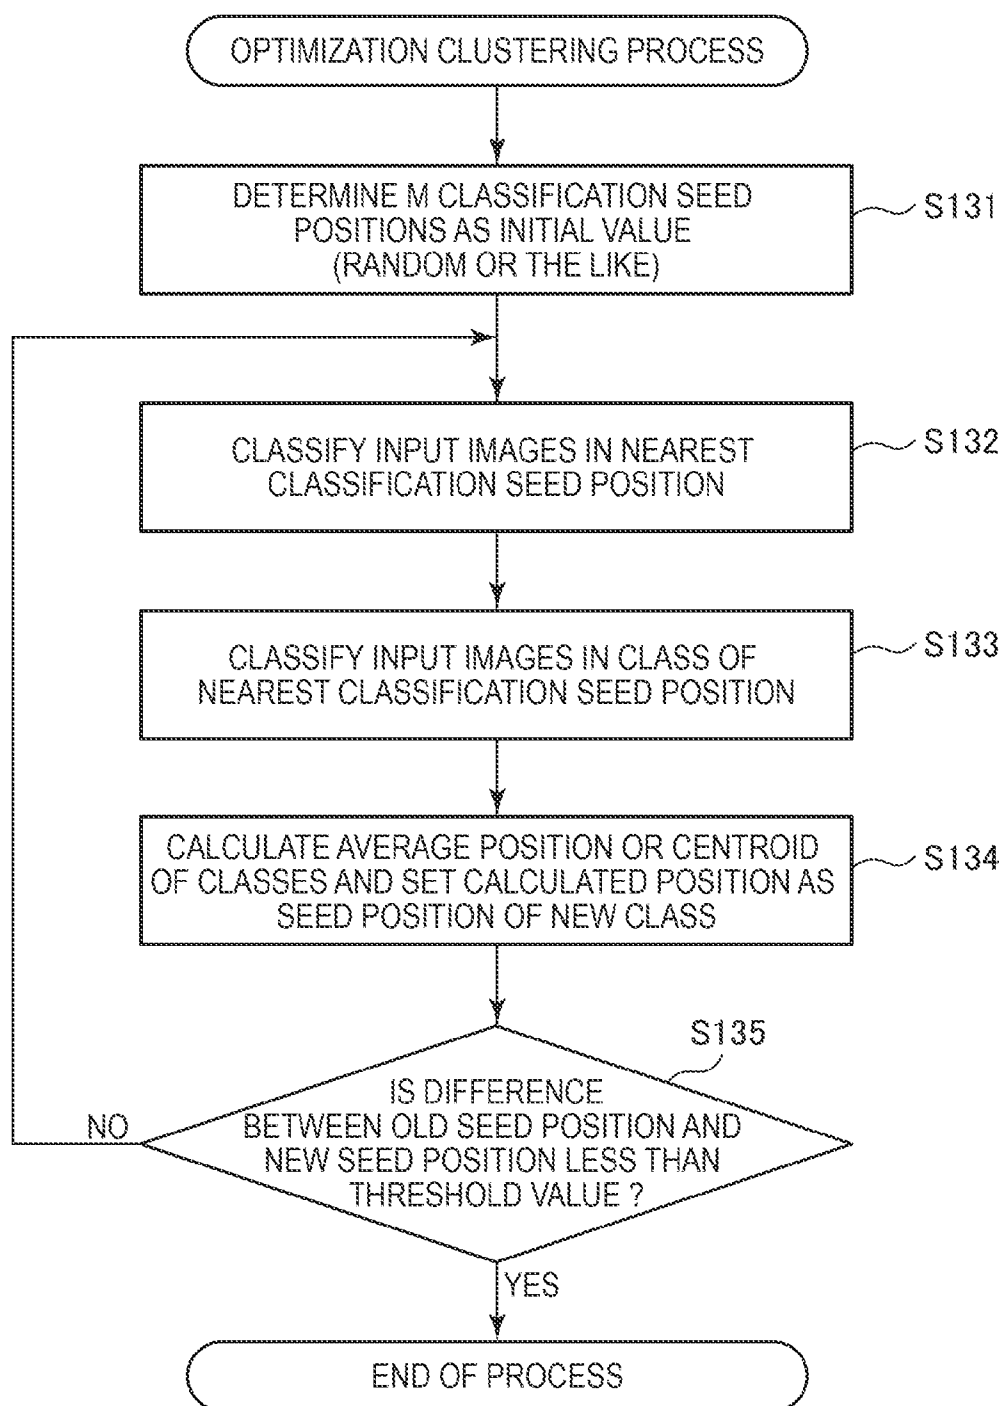 OPTIMIZATION CLUSTERING PROCESS
DETERMINE M CLASSIFICATION SEED
POSITIONS AS INITIAL VALUE
(RANDOM OR THE LIKE)
S131
CLASSIFY INPUT IMAGES IN NEAREST
CLASSIFICATION SEED POSITION
S132
CLASSIFY INPUT IMAGES IN CLASS OF
NEAREST CLASSIFICATION SEED POSITION
S133
CALCULATE AVERAGE POSITION OR CENTROID
OF CLASSES AND SET CALCULATED POSITION AS
SEED POSITION OF NEW CLASS
S134
S135
IS DIFFERENCE
BETWEEN OLD SEED POSITION AND
NEW SEED POSITION LESS THAN
THRESHOLD VALUE ?
NO
YES
END OF PROCESS